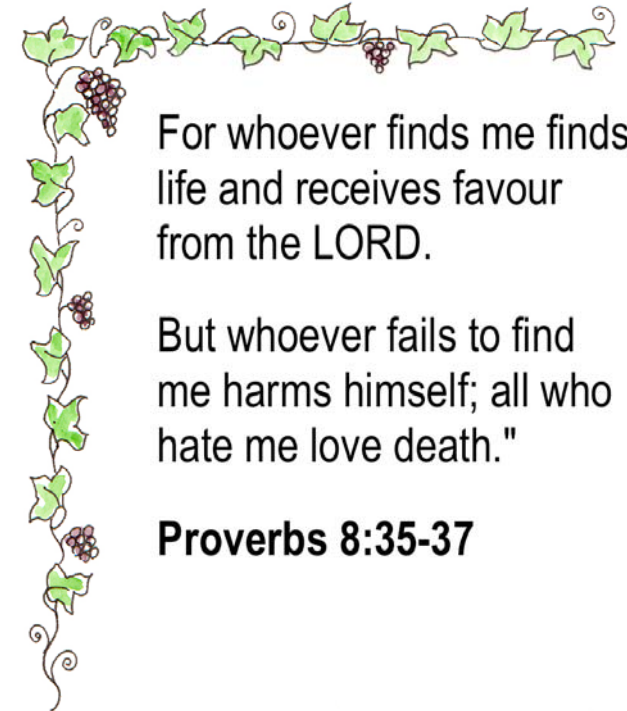 For whoever finds me finds
life and receives favour
from the LORD.
But whoever fails to find
me harms himself; all who
hate me love death."
Proverbs 8:35-37